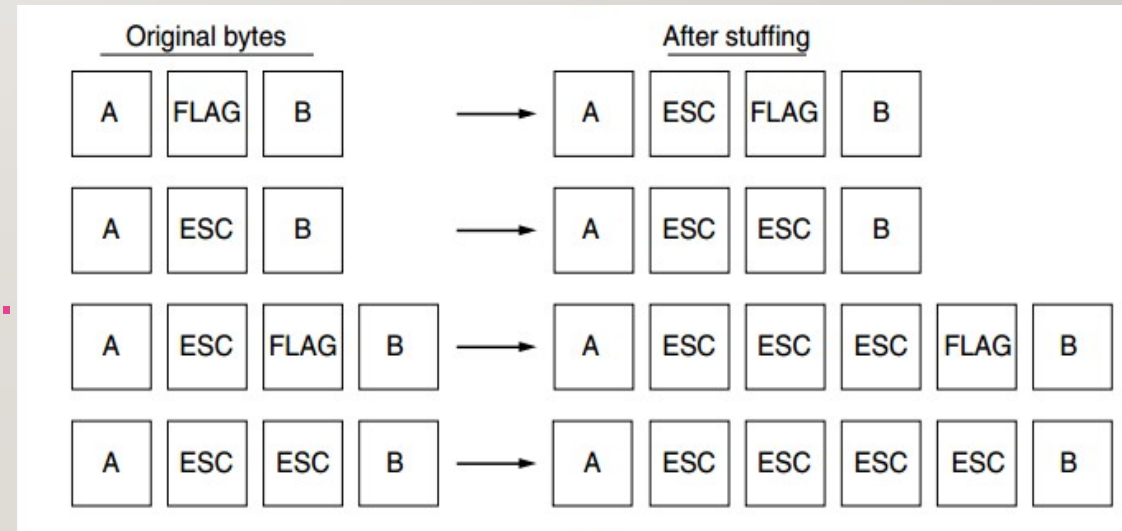 Original bytes After stuffing
A FLAG B A ESC FLAG B
A ESC B A ESC ESC B
A ESC FLAG B A ESC ESC ESC FLAG B
A ESC ESC B A ESC ESC ESC ESC B